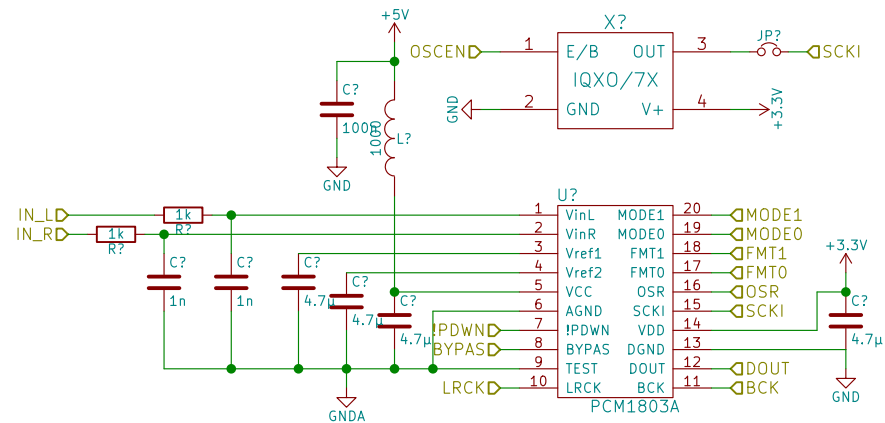 +5V
X?
OSCEN 1 E/B OUT 3 JP? SCKI
IQXO/7X
GND 2 GND V+ 4 +3.3V
C?
100n
1000
L?
GND
U?
IN_L 1k R? 1 VinL MODE1 20 MODE1
IN_R 1k R? 2 VinR MODE0 19 MODE0
3 Vref1 FMT1 18 FMT1
+3.3V
C? C? C? 4 Vref2 FMT0 17 FMT0
C? 5 VCC OSR 16 OSR
1n 1n 4.7µ C? 6 AGND SCKI 15 SCKI C?
4.7µ !PDWN 7 !PDWN VDD 14
4.7µ BYPAS 8 BYPAS DGND 13 4.7µ
9 TEST DOUT 12 DOUT
LRCK 10 LRCK BCK 11 BCK
GND
GNDA
PCM1803A